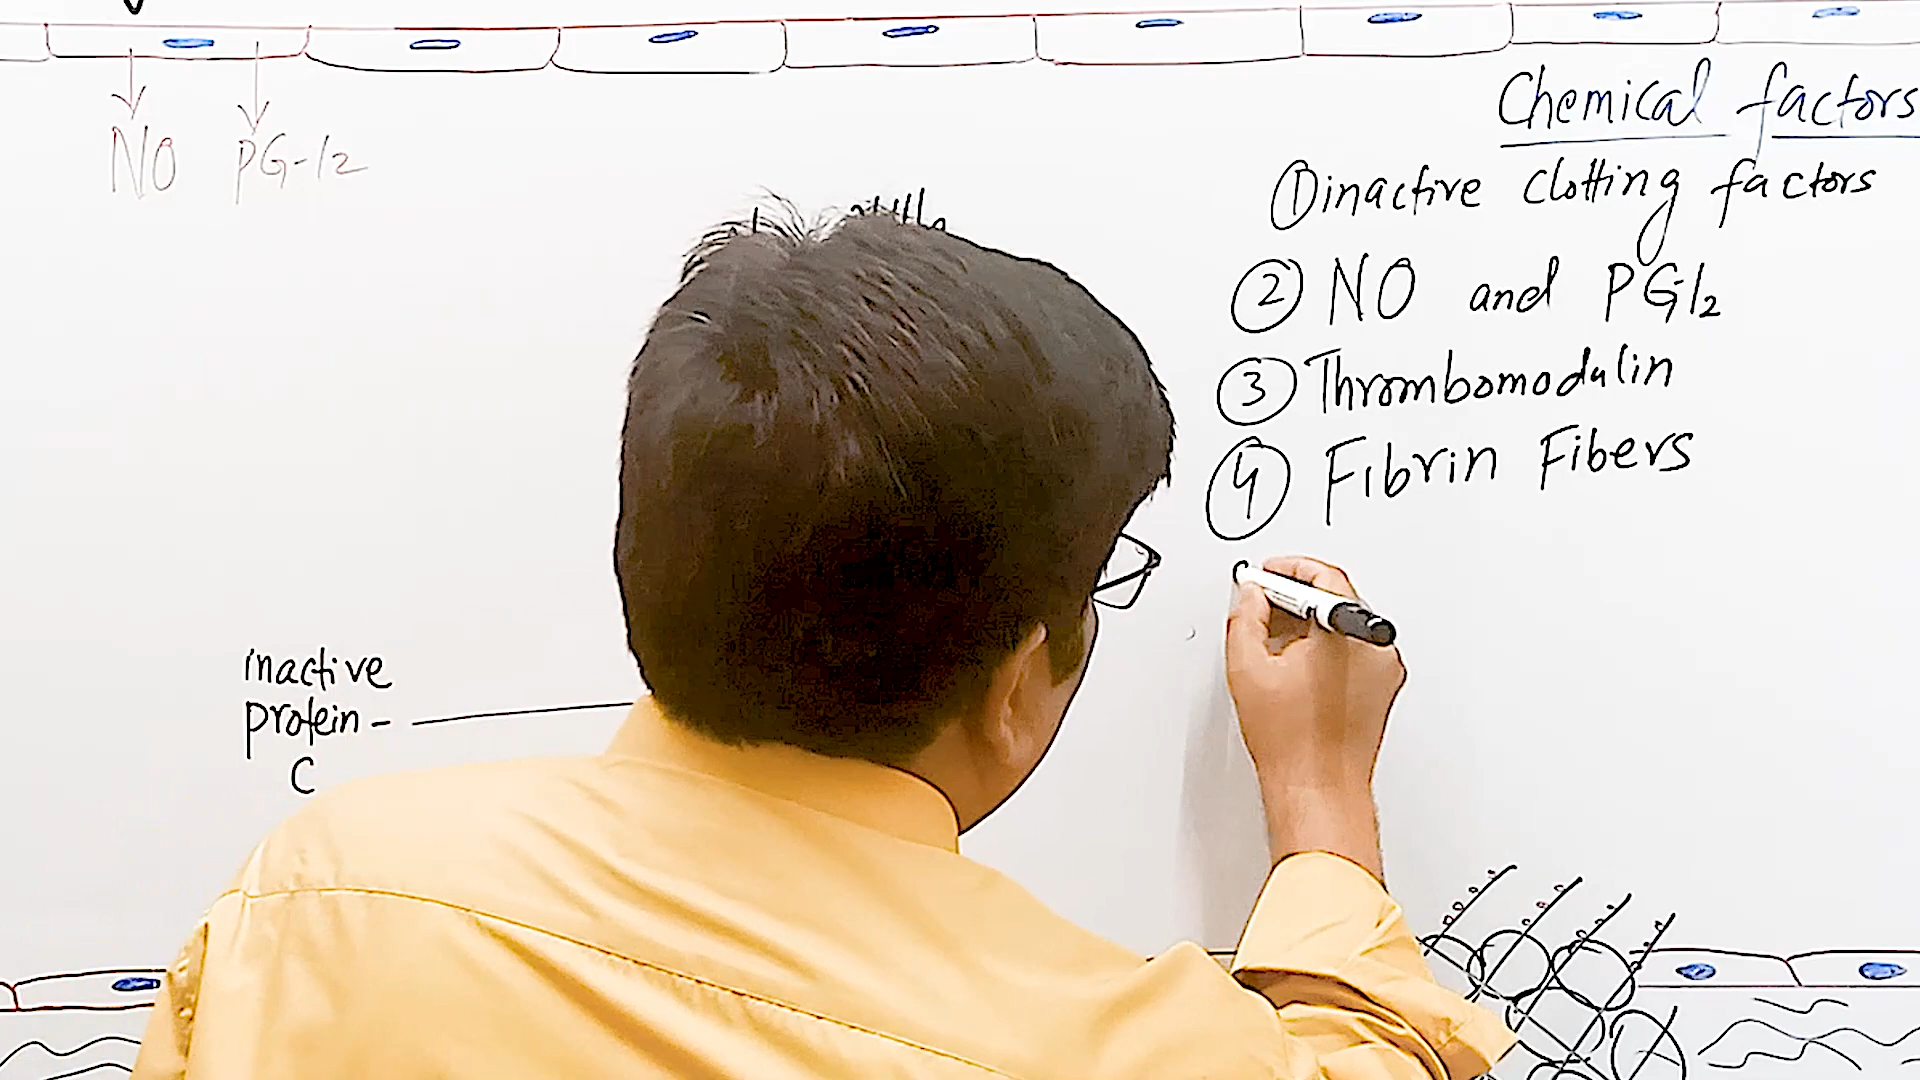 NO PG-I2
Chemical factors
① inactive clotting factors
② NO and PGI2
③ Thrombomodulin
④ Fibrin Fibers
inactive
protein -
C